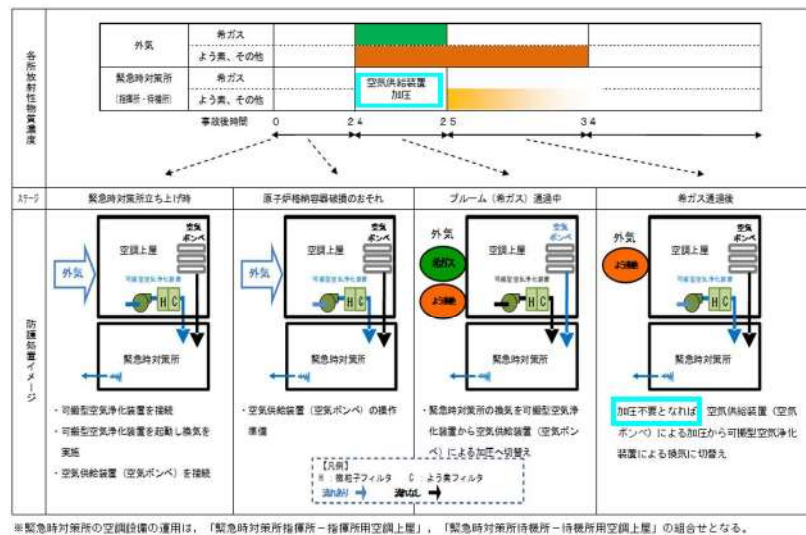 各所放射性物質濃度
外気
希ガス
よう素、その他
緊急時対策所
(指揮所・待機所)
希ガス
よう素、その他
空気供給装置
加圧
事故後時間
0
24
25
34
ステージ
緊急時対策所立ち上げ時
原子炉格納容器破損のおそれ
プルーム（希ガス）通過中
希ガス通過後
防護処置イメージ
外気
空調上屋
空気
ボンベ
可搬型空気浄化装置
H C
緊急時対策所
・可搬型空気浄化装置を接続
・可搬型空気浄化装置を起動し換気を
実施
・空気供給装置（空気ボンベ）を接続
外気
空調上屋
空気
ボンベ
可搬型空気浄化装置
H C
緊急時対策所
・空気供給装置（空気ボンベ）の操作
準備
外気
希ガス
空調上屋
空気
ボンベ
可搬型空気浄化装置
H C
緊急時対策所
・緊急時対策所の換気を可搬型空気浄
化装置から空気供給装置（空気ボン
ベ）による加圧へ切替え
外気
空調上屋
空気
ボンベ
可搬型空気浄化装置
H C
緊急時対策所
加圧不要となれば 空気供給装置（空気
ボンベ）による加圧から可搬型空気浄化
装置による換気に切替え
【凡例】
H ：微粒子フィルタ C ：よう素フィルタ
流れあり 流れなし
※緊急時対策所の空調設備の運用は、「緊急時対策所指揮所－指揮所用空調上屋」，「緊急時対策所待機所－待機所用空調上屋」の組合せとなる。